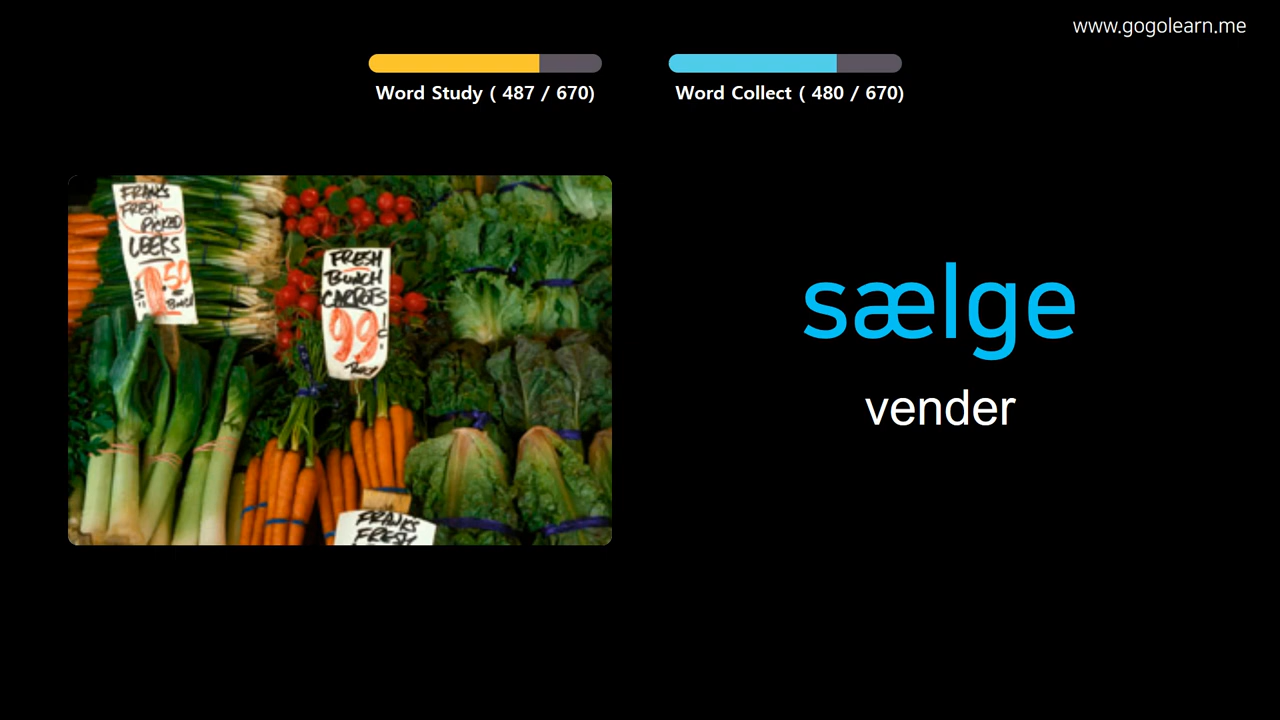 www.gogolearn.me
Word Study ( 487 / 670)
Word Collect ( 480 / 670)
FRANK'S
FRESH
PICKED
LEEKS
FRESH
BUNCH
CARROTS
99¢
FRANK'S
FRESH
sælge
vender